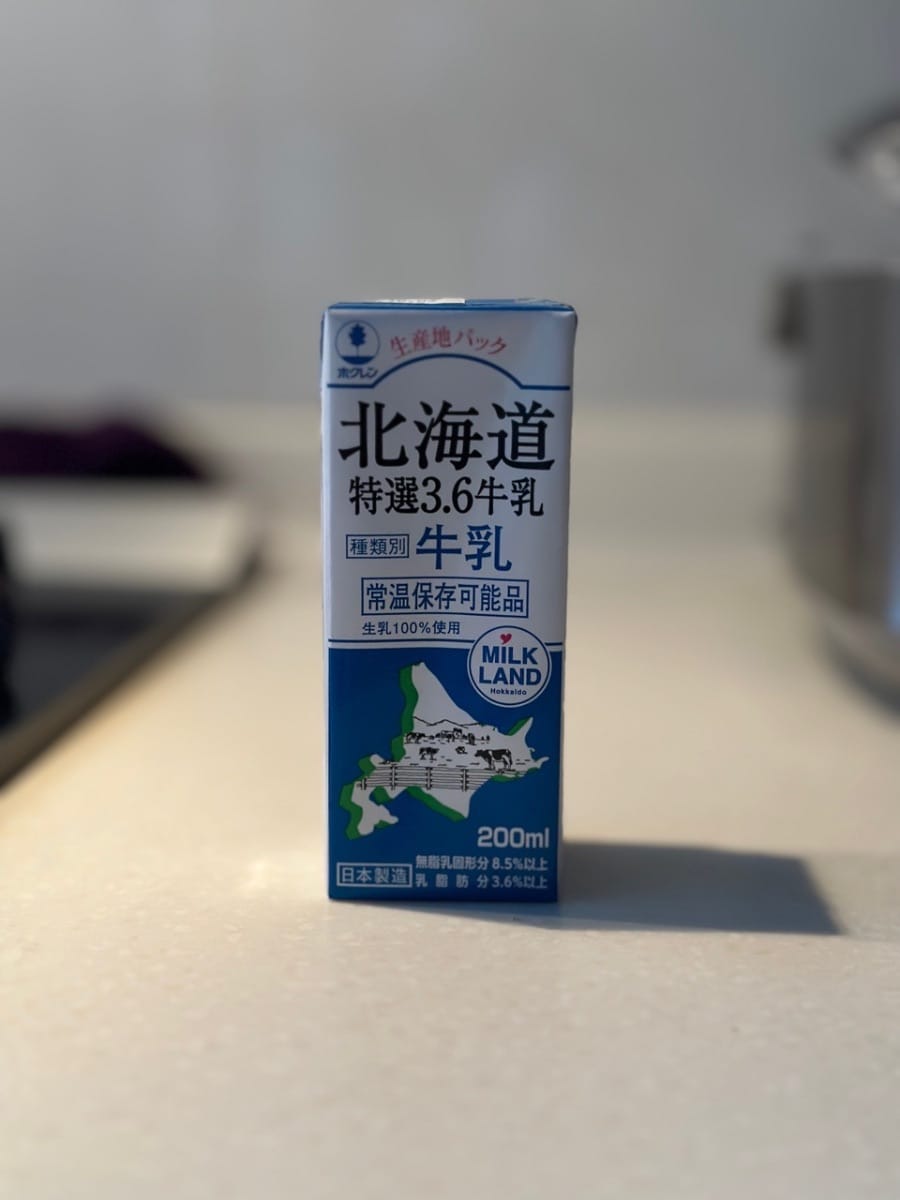 生産地パック
ホクレン
北海道
特選3.6牛乳
種類別 牛乳
常温保存可能品
生乳100%使用
MiLK
LAND
Hokkaido
200ml
日本製造
無脂乳固形分 8.5%以上
乳脂肪分 3.6%以上